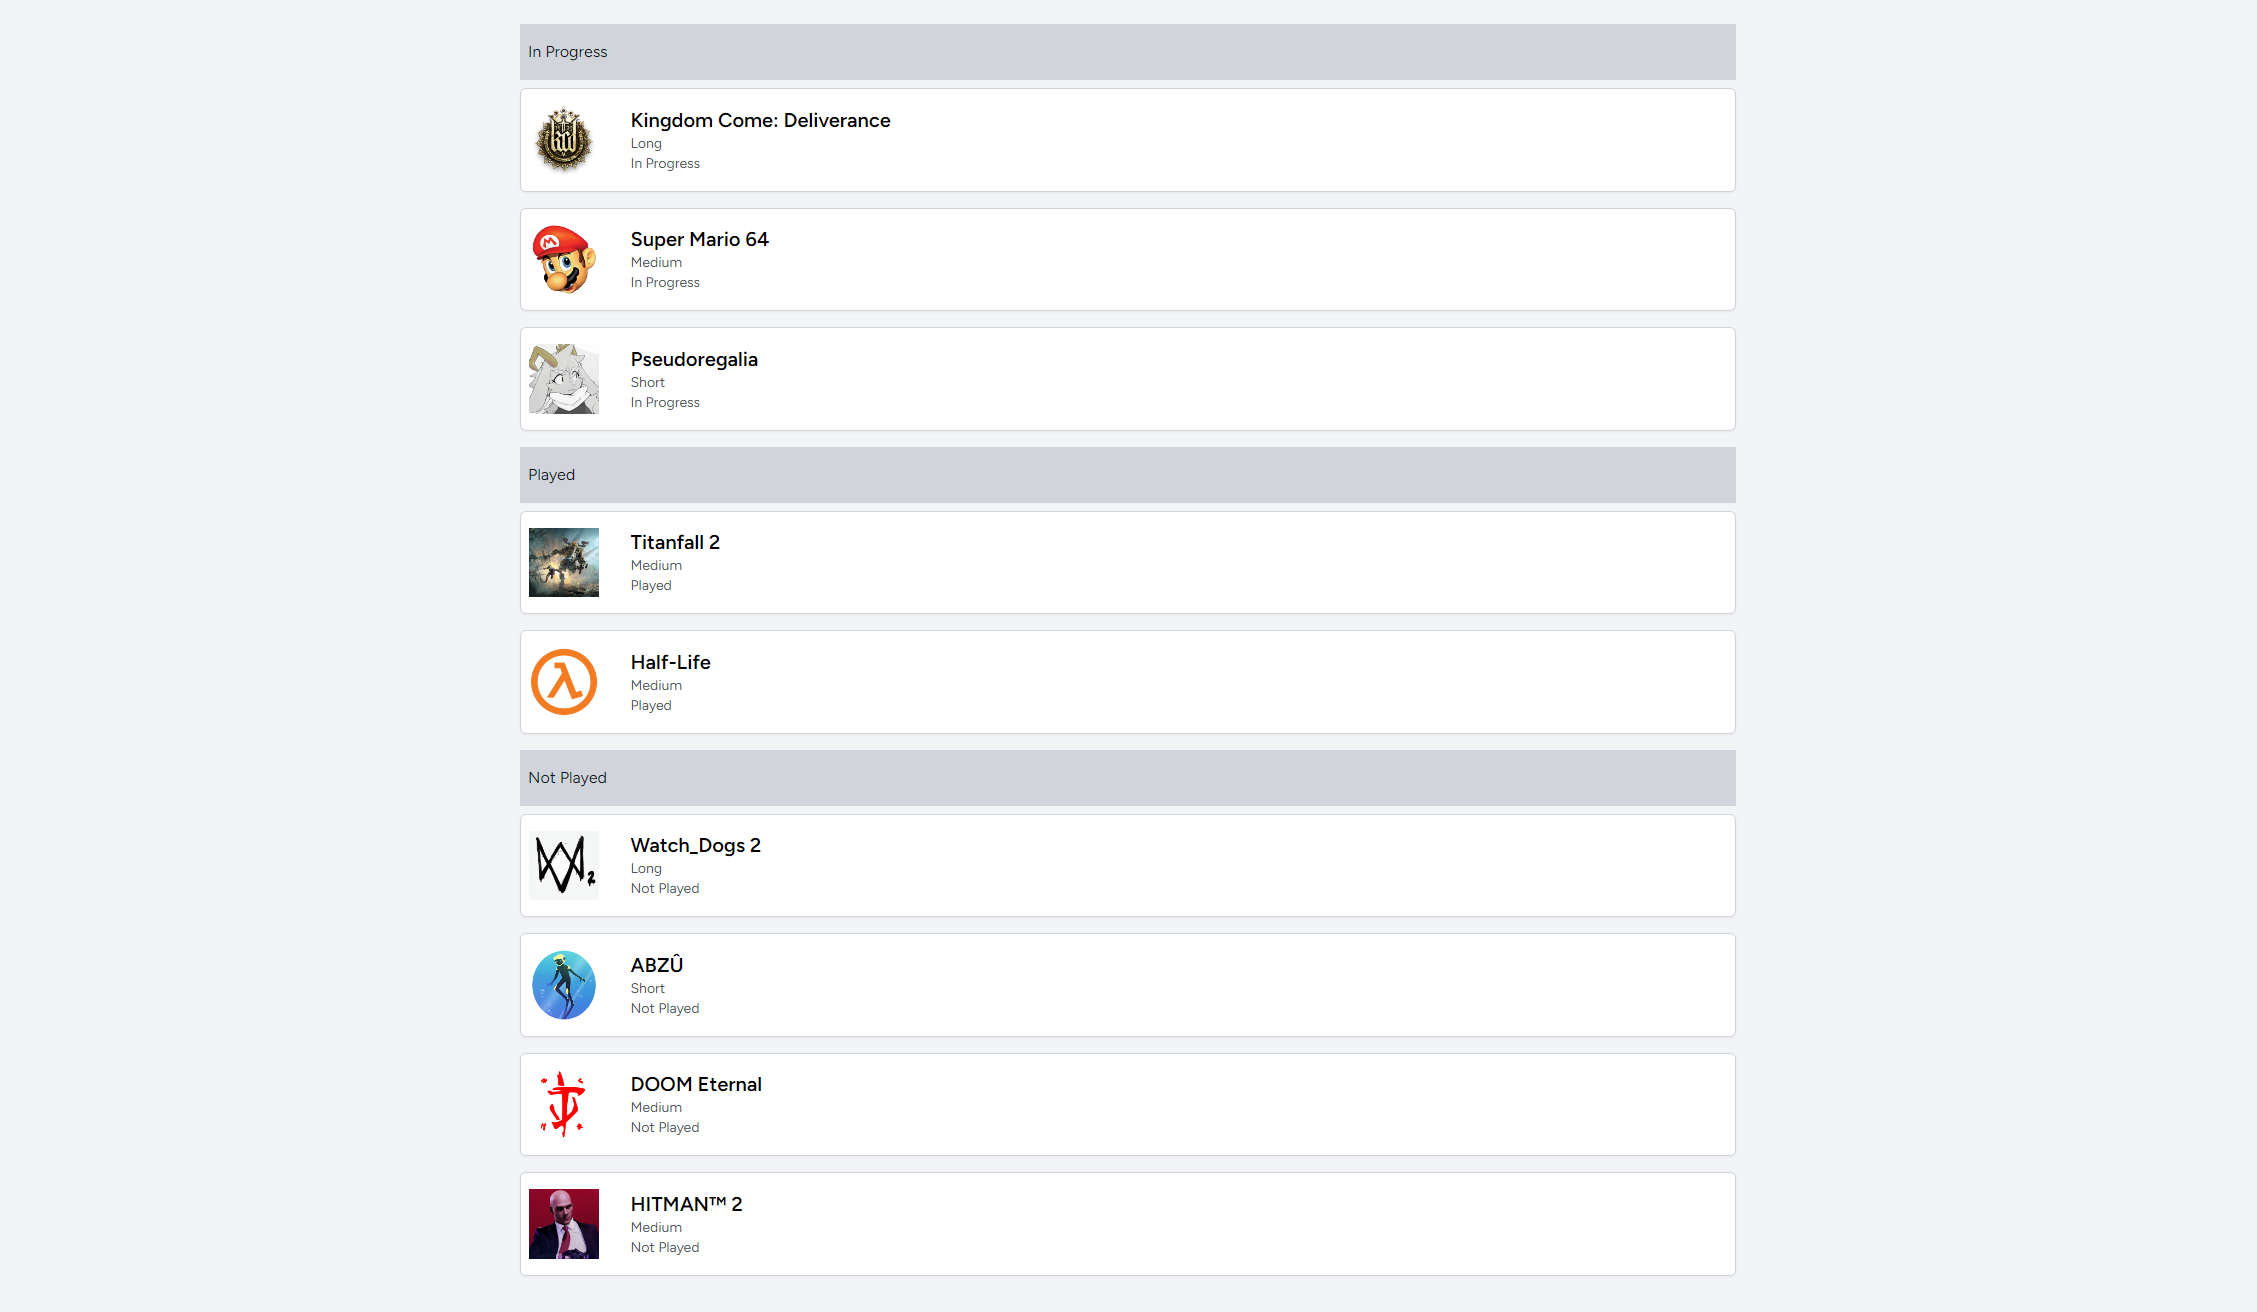 In Progress
Kingdom Come: Deliverance
Long
In Progress
Super Mario 64
Medium
In Progress
Pseudoregalia
Short
In Progress
Played
Titanfall 2
Medium
Played
Half-Life
Medium
Played
Not Played
Watch_Dogs 2
Long
Not Played
ABZÛ
Short
Not Played
DOOM Eternal
Medium
Not Played
HITMAN™ 2
Medium
Not Played